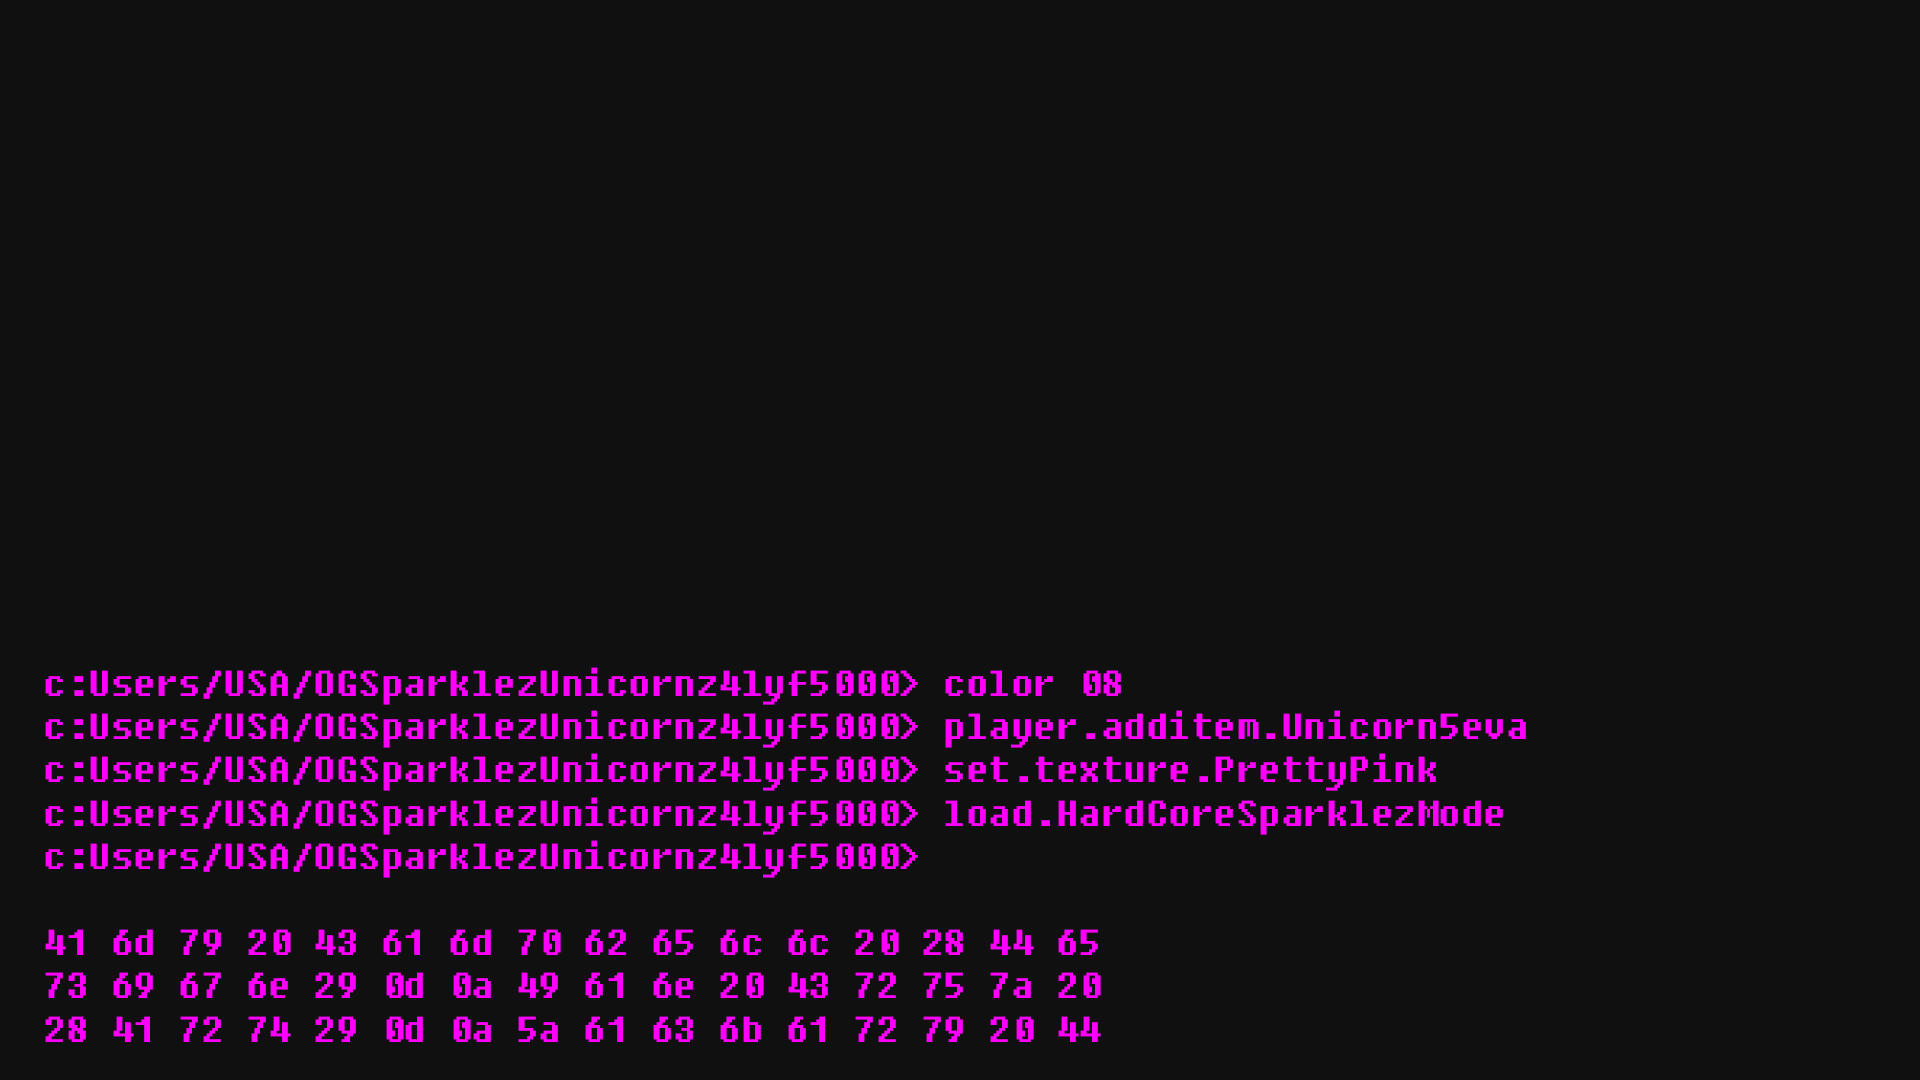 c:Users/USA/OGSparklezUnicornz4lyf5000> color 08
c:Users/USA/OGSparklezUnicornz4lyf5000> player.additem.Unicorn5eva
c:Users/USA/OGSparklezUnicornz4lyf5000> set.texture.PrettyPink
c:Users/USA/OGSparklezUnicornz4lyf5000> load.HardCoreSparklezMode
c:Users/USA/OGSparklezUnicornz4lyf5000>
41 6d 79 20 43 61 6d 70 62 65 6c 6c 20 28 44 65
73 69 67 6e 29 0d 0a 49 61 6e 20 43 72 75 7a 20
28 41 72 74 29 0d 0a 5a 61 63 6b 61 72 79 20 44